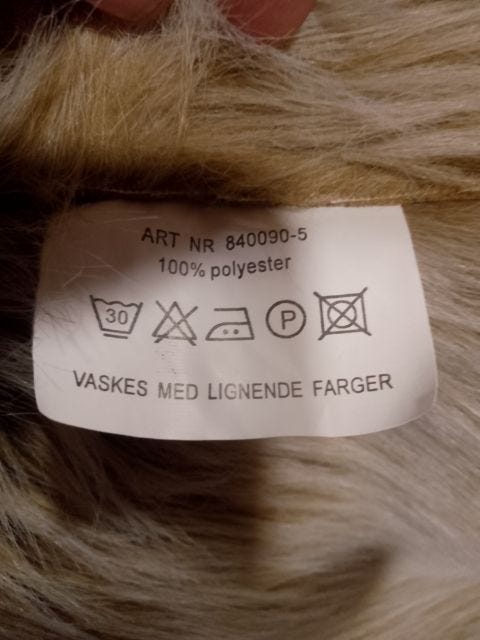 ART NR 840090-5
100% polyester
30 P
VASKES MED LIGNENDE FARGER